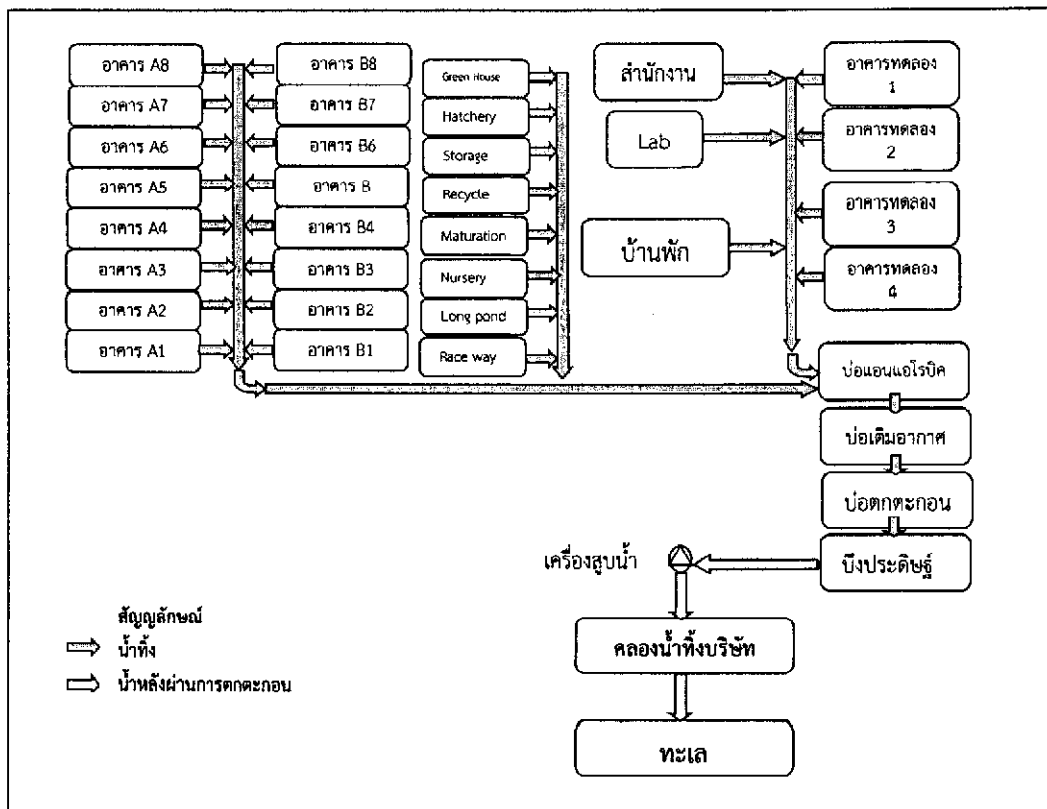 อาคาร A8
อาคาร A7
อาคาร A6
อาคาร A5
อาคาร A4
อาคาร A3
อาคาร A2
อาคาร A1
อาคาร B8
อาคาร B7
อาคาร B6
อาคาร B
อาคาร B4
อาคาร B3
อาคาร B2
อาคาร B1
Green House
Hatchery
Storage
Recycle
Maturation
Nursery
Long pond
Race way
สำนักงาน
Lab
บ้านพัก
อาคารทดลอง
1
อาคารทดลอง
2
อาคารทดลอง
3
อาคารทดลอง
4
บ่อแอนแอโรบิค
บ่อเติมอากาศ
บ่อตกตะกอน
บึงประดิษฐ์
เครื่องสูบน้ำ
คลองน้ำทิ้งบริษัท
ทะเล
สัญญลักษณ์
น้ำทิ้ง
น้ำหลังผ่านการตกตะกอน